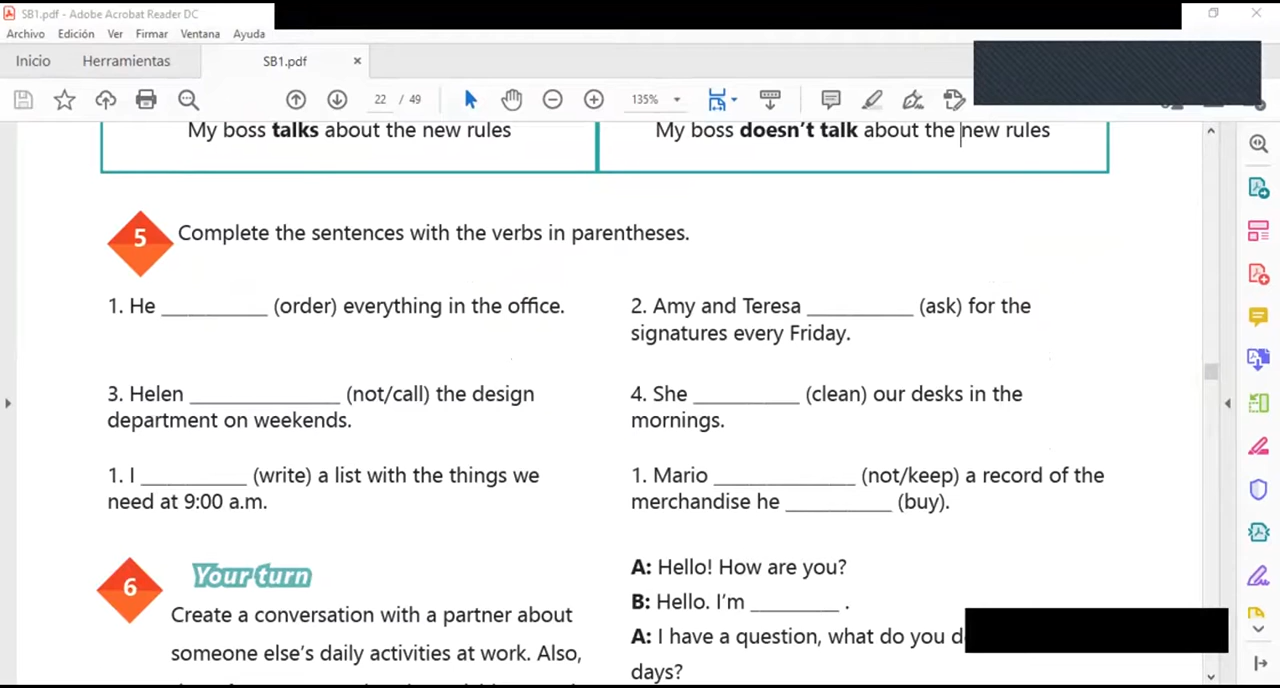 SB1.pdf - Adobe Acrobat Reader DC
Archivo Edición Ver Firmar Ventana Ayuda
Inicio Herramientas SB1.pdf ×
22 / 49 135%
My boss talks about the new rules
My boss doesn't talk about the new rules
5 Complete the sentences with the verbs in parentheses.
1. He __________ (order) everything in the office.
2. Amy and Teresa __________ (ask) for the
signatures every Friday.
3. Helen ______________ (not/call) the design
department on weekends.
4. She __________ (clean) our desks in the
mornings.
1. I __________ (write) a list with the things we
need at 9:00 a.m.
1. Mario _____________ (not/keep) a record of the
merchandise he __________ (buy).
6 Your turn
Create a conversation with a partner about
someone else's daily activities at work. Also,
A: Hello! How are you?
B: Hello. I'm ________ .
A: I have a question, what do you d
days?